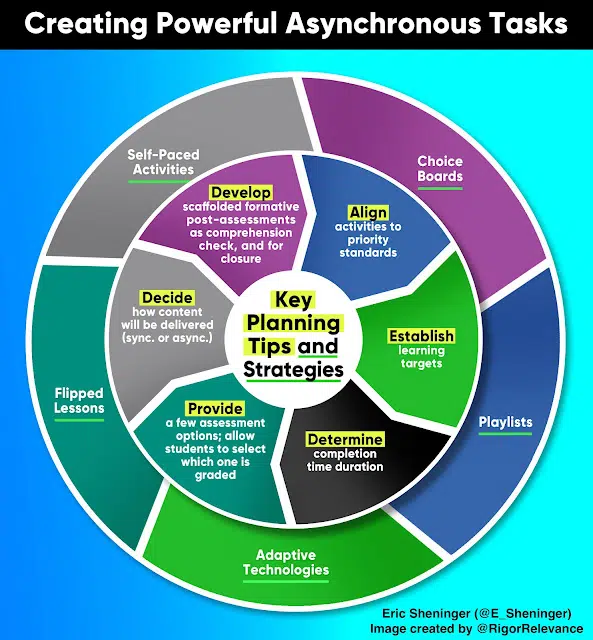 Creating Powerful Asynchronous Tasks
Self-Paced
Activities
Choice
Boards
Playlists
Adaptive
Technologies
Flipped
Lessons
Develop
scaffolded formative
post-assessments
as comprehension
check, and for
closure
Align
activities to
priority
standards
Establish
learning
targets
Determine
completion
time duration
Provide
a few assessment
options; allow
students to select
which one is
graded
Decide
how content
will be delivered
(sync. or async.)
Key
Planning
Tips and
Strategies
Eric Sheninger (@E_Sheninger)
Image created by @RigorRelevance